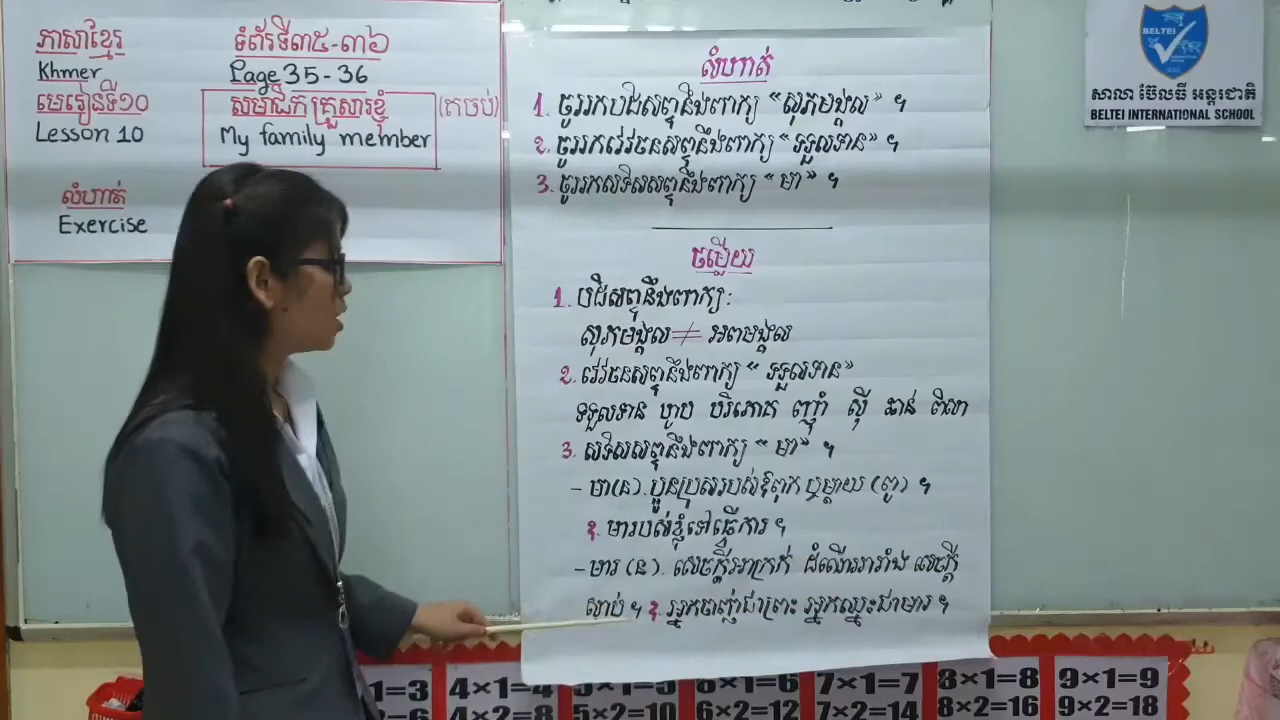 ភាសាខ្មែរ
Khmer
មេរៀនទី១០
Lesson 10
ទំព័រទី៣៥-៣៦
Page 35-36
សមាជិកគ្រួសារខ្ញុំ (តចប់)
My family member
លំហាត់
Exercise
លំហាត់
1. ចូររកបដិសព្ទនឹងពាក្យ “សុភមង្គល” ។
2. ចូររកវេវចនសព្ទនឹងពាក្យ “ទទួលទាន” ។
3. ចូររកសទិសសព្ទនឹងពាក្យ “មា” ។
ចម្លើយ
1. បដិសព្ទនឹងពាក្យ:
សុភមង្គល ≠ អពមង្គល
2. វេវចនសព្ទនឹងពាក្យ “ទទួលទាន”
ទទួលទាន ហូប បរិភោគ ញ៉ាំ ស៊ី ឆាន់ ពិសា
3. សទិសសព្ទនឹងពាក្យ “មា” ។
- មា(ន). ប្អូនប្រុសរបស់ឪពុក ឬម្ដាយ (ពូ) ។
ឧ. មារបស់ខ្ញុំទៅធ្វើការ ។
- មារ (ន). សេចក្ដីអាក្រក់ ដំណើររារាំង សេចក្ដី
ស្លាប់ ។ ឧ. អ្នកចាញ់ជាព្រះ អ្នកឈ្នះជាមារ ។
BELTEI
សាលា ប៊ែលធី អន្តរជាតិ
BELTEI INTERNATIONAL SCHOOL
1=3
4×1=4
5×1=5
6×1=6
7×1=7
8×1=8
9×1=9
2=6
4×2=8
5×2=10
6×2=12
7×2=14
8×2=16
9×2=18